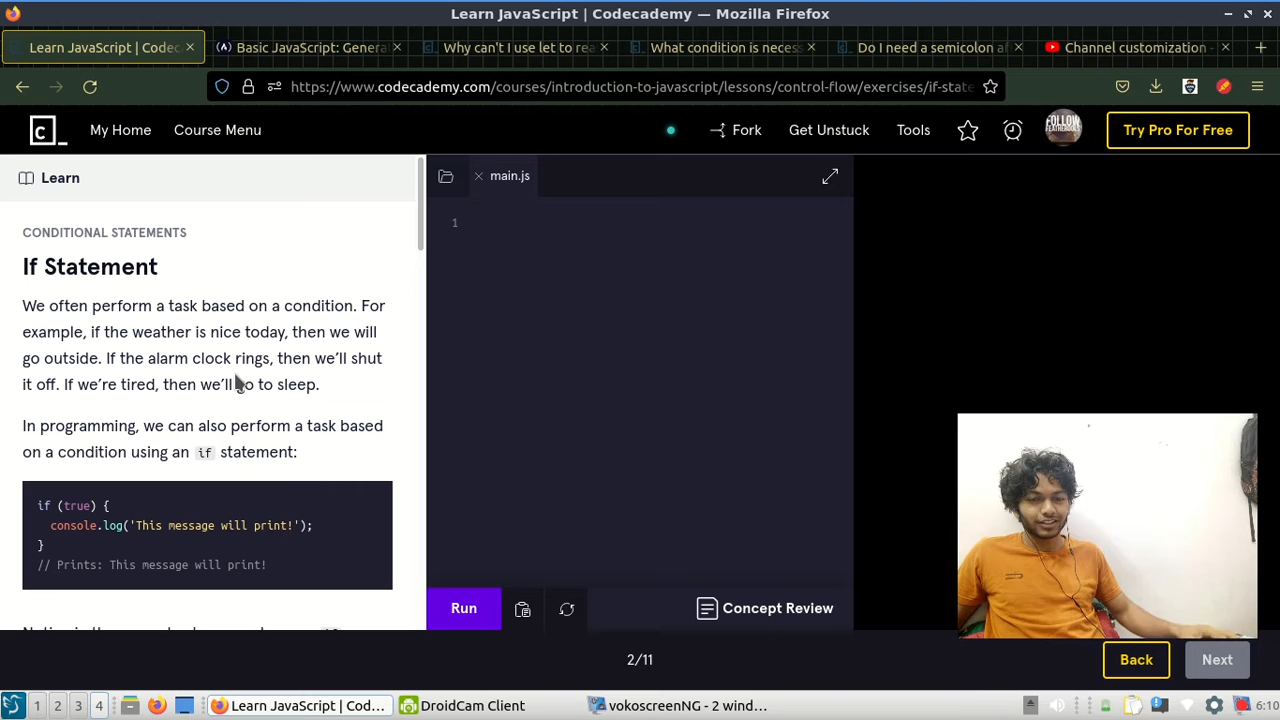 Learn JavaScript | Codecademy — Mozilla Firefox
Learn JavaScript | Codec
Basic JavaScript: Genera
Why can't I use let to rea
What condition is neces
Do I need a semicolon af
Channel customization -
https://www.codecademy.com/courses/introduction-to-javascript/lessons/control-flow/exercises/if-state
c
My Home
Course Menu
Fork
Get Unstuck
Tools
FOLLOW
Try Pro For Free
Learn
main.js
1
CONDITIONAL STATEMENTS
If Statement
We often perform a task based on a condition. For
example, if the weather is nice today, then we will
go outside. If the alarm clock rings, then we'll shut
it off. If we're tired, then we'll go to sleep.
In programming, we can also perform a task based
on a condition using an if statement:
if (true) {
console.log('This message will print!');
}
// Prints: This message will print!
Run
Concept Review
2/11
Back
Next
1
2
3
4
Learn JavaScript | Cod...
DroidCam Client
vokoscreenNG - 2 wind...
6:10